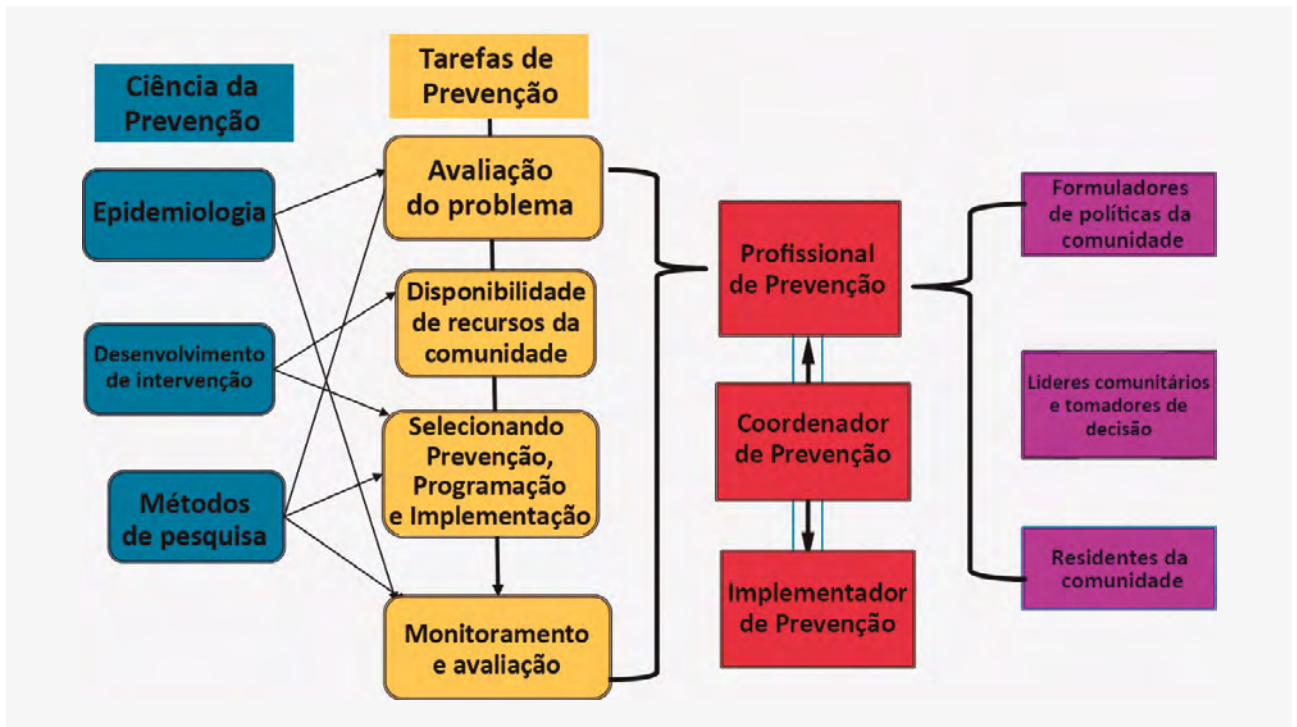 Ciência da
Prevenção
Epidemiologia
Desenvolvimento
de intervenção
Métodos
de pesquisa
Tarefas de
Prevenção
Avaliação
do problema
Disponibilidade
de recursos da
comunidade
Selecionando
Prevenção,
Programação
e Implementação
Monitoramento
e avaliação
Profissional
de Prevenção
Coordenador
de Prevenção
Implementador
de Prevenção
Formuladores
de políticas da
comunidade
Lideres comunitários
e tomadores de
decisão
Residentes da
comunidade